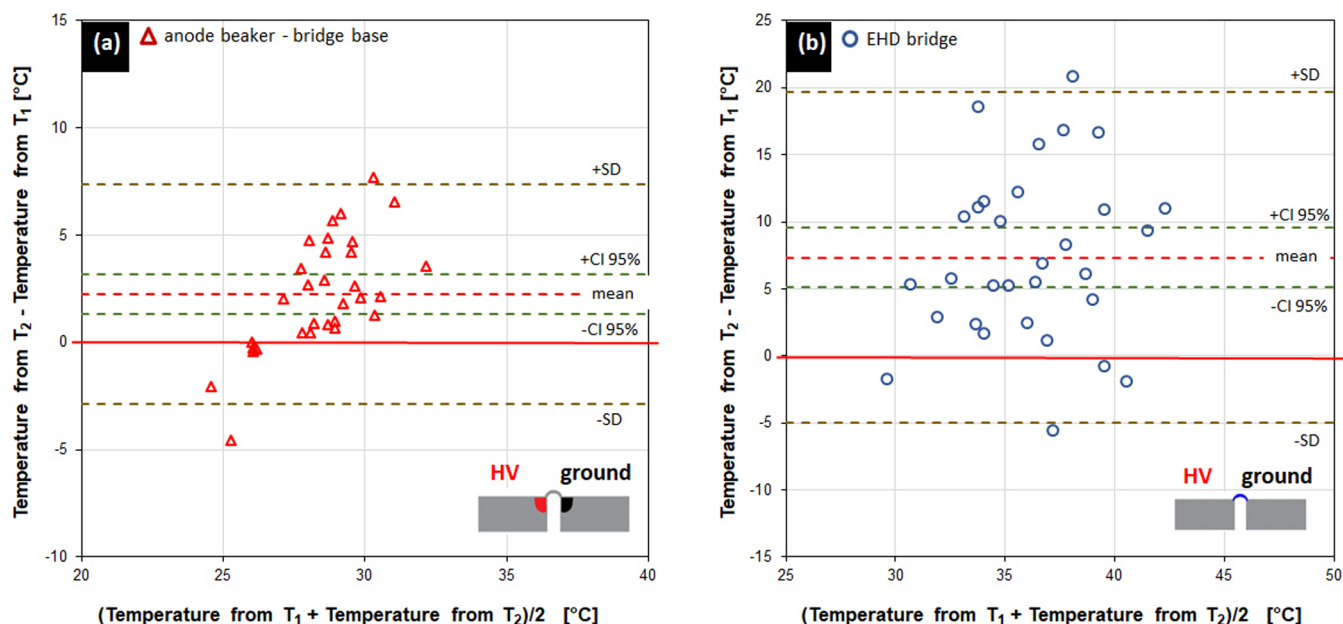 (a) anode beaker - bridge base
Temperature from T2 - Temperature from T1 [°C]
15
10
5
0
-5
-10
+SD
+CI 95%
mean
-CI 95%
-SD
HV ground
20 25 30 35 40
(Temperature from T1 + Temperature from T2)/2 [°C]
(b) EHD bridge
Temperature from T2 - Temperature from T1 [°C]
25
20
15
10
5
0
-5
-10
-15
+SD
+CI 95%
mean
-CI 95%
-SD
HV ground
25 30 35 40 45 50
(Temperature from T1 + Temperature from T2)/2 [°C]